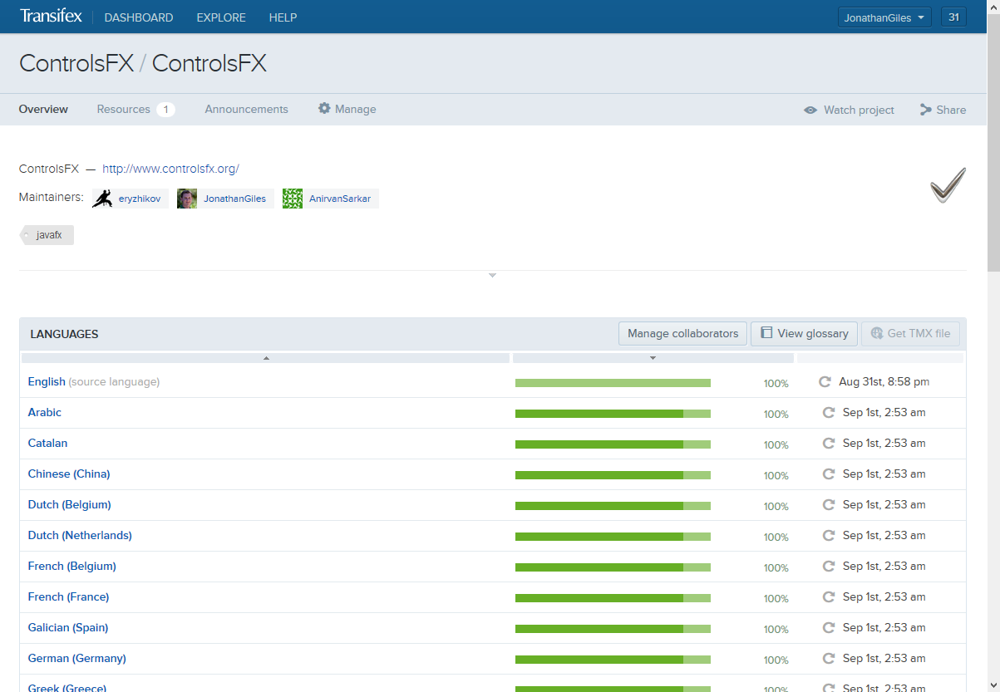 Transifex DASHBOARD EXPLORE HELP JonathanGiles 31
ControlsFX / ControlsFX
Overview Resources 1 Announcements Manage Watch project Share
ControlsFX — http://www.controlsfx.org/
Maintainers: eryzhikov JonathanGiles AnirvanSarkar
javafx
LANGUAGES Manage collaborators View glossary Get TMX file
English (source language) 100% Aug 31st, 8:58 pm
Arabic 100% Sep 1st, 2:53 am
Catalan 100% Sep 1st, 2:53 am
Chinese (China) 100% Sep 1st, 2:53 am
Dutch (Belgium) 100% Sep 1st, 2:53 am
Dutch (Netherlands) 100% Sep 1st, 2:53 am
French (Belgium) 100% Sep 1st, 2:53 am
French (France) 100% Sep 1st, 2:53 am
Galician (Spain) 100% Sep 1st, 2:53 am
German (Germany) 100% Sep 1st, 2:53 am
Greek (Greece) 100% Sep 1st, 2:53 am